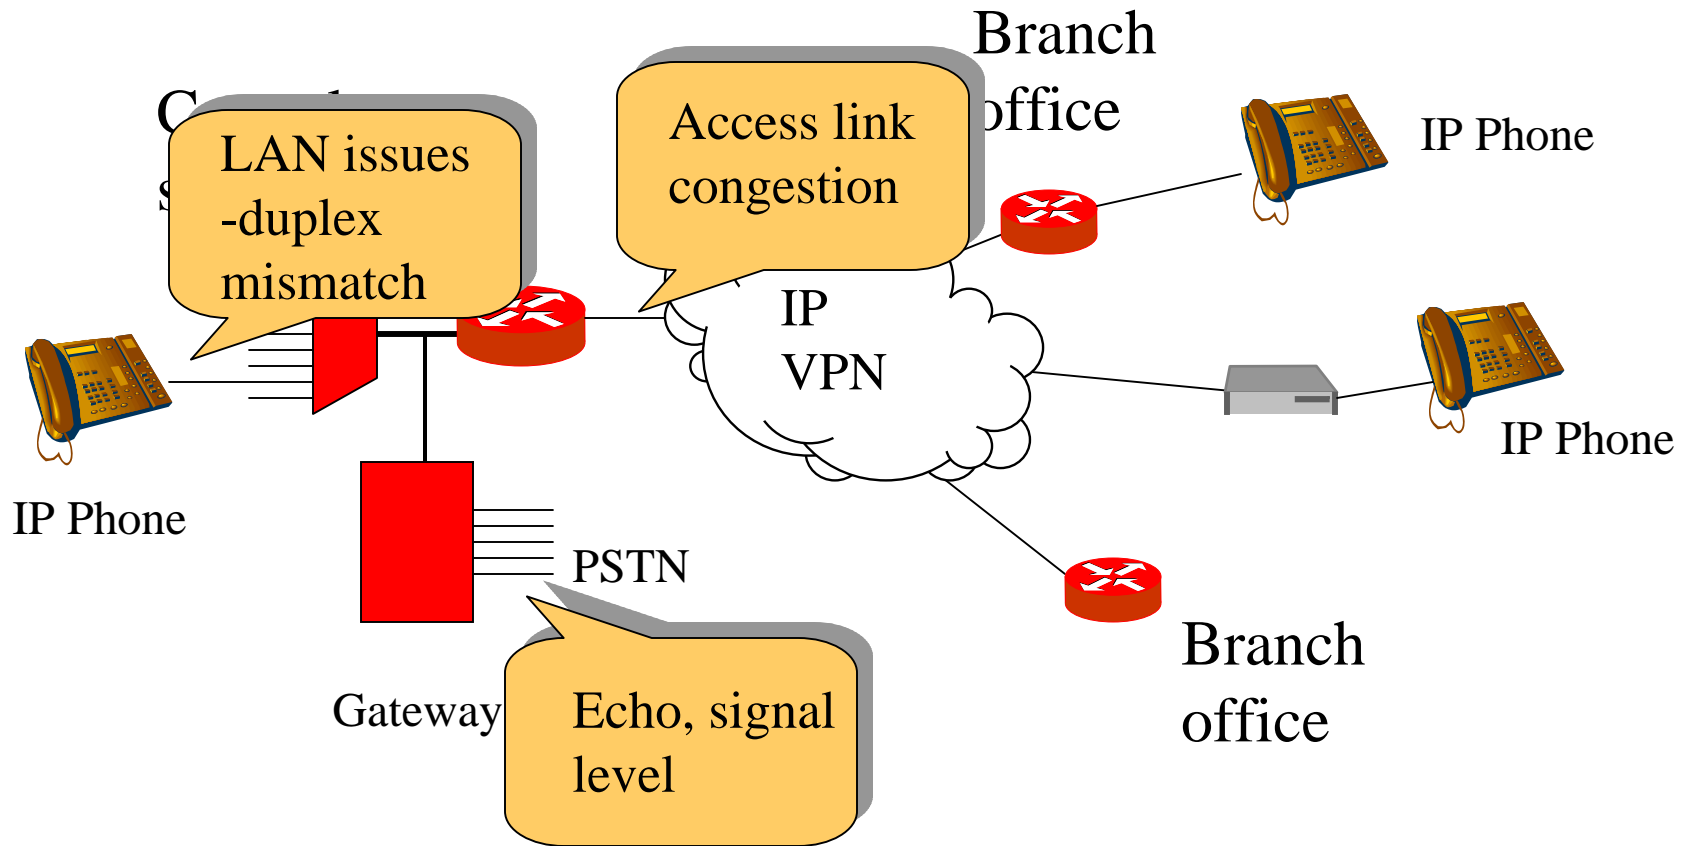 Branch
office
Access link
congestion
LAN issues
-duplex
mismatch
IP Phone
IP
VPN
IP Phone
IP Phone
PSTN
Gateway
Echo, signal
level
Branch
office